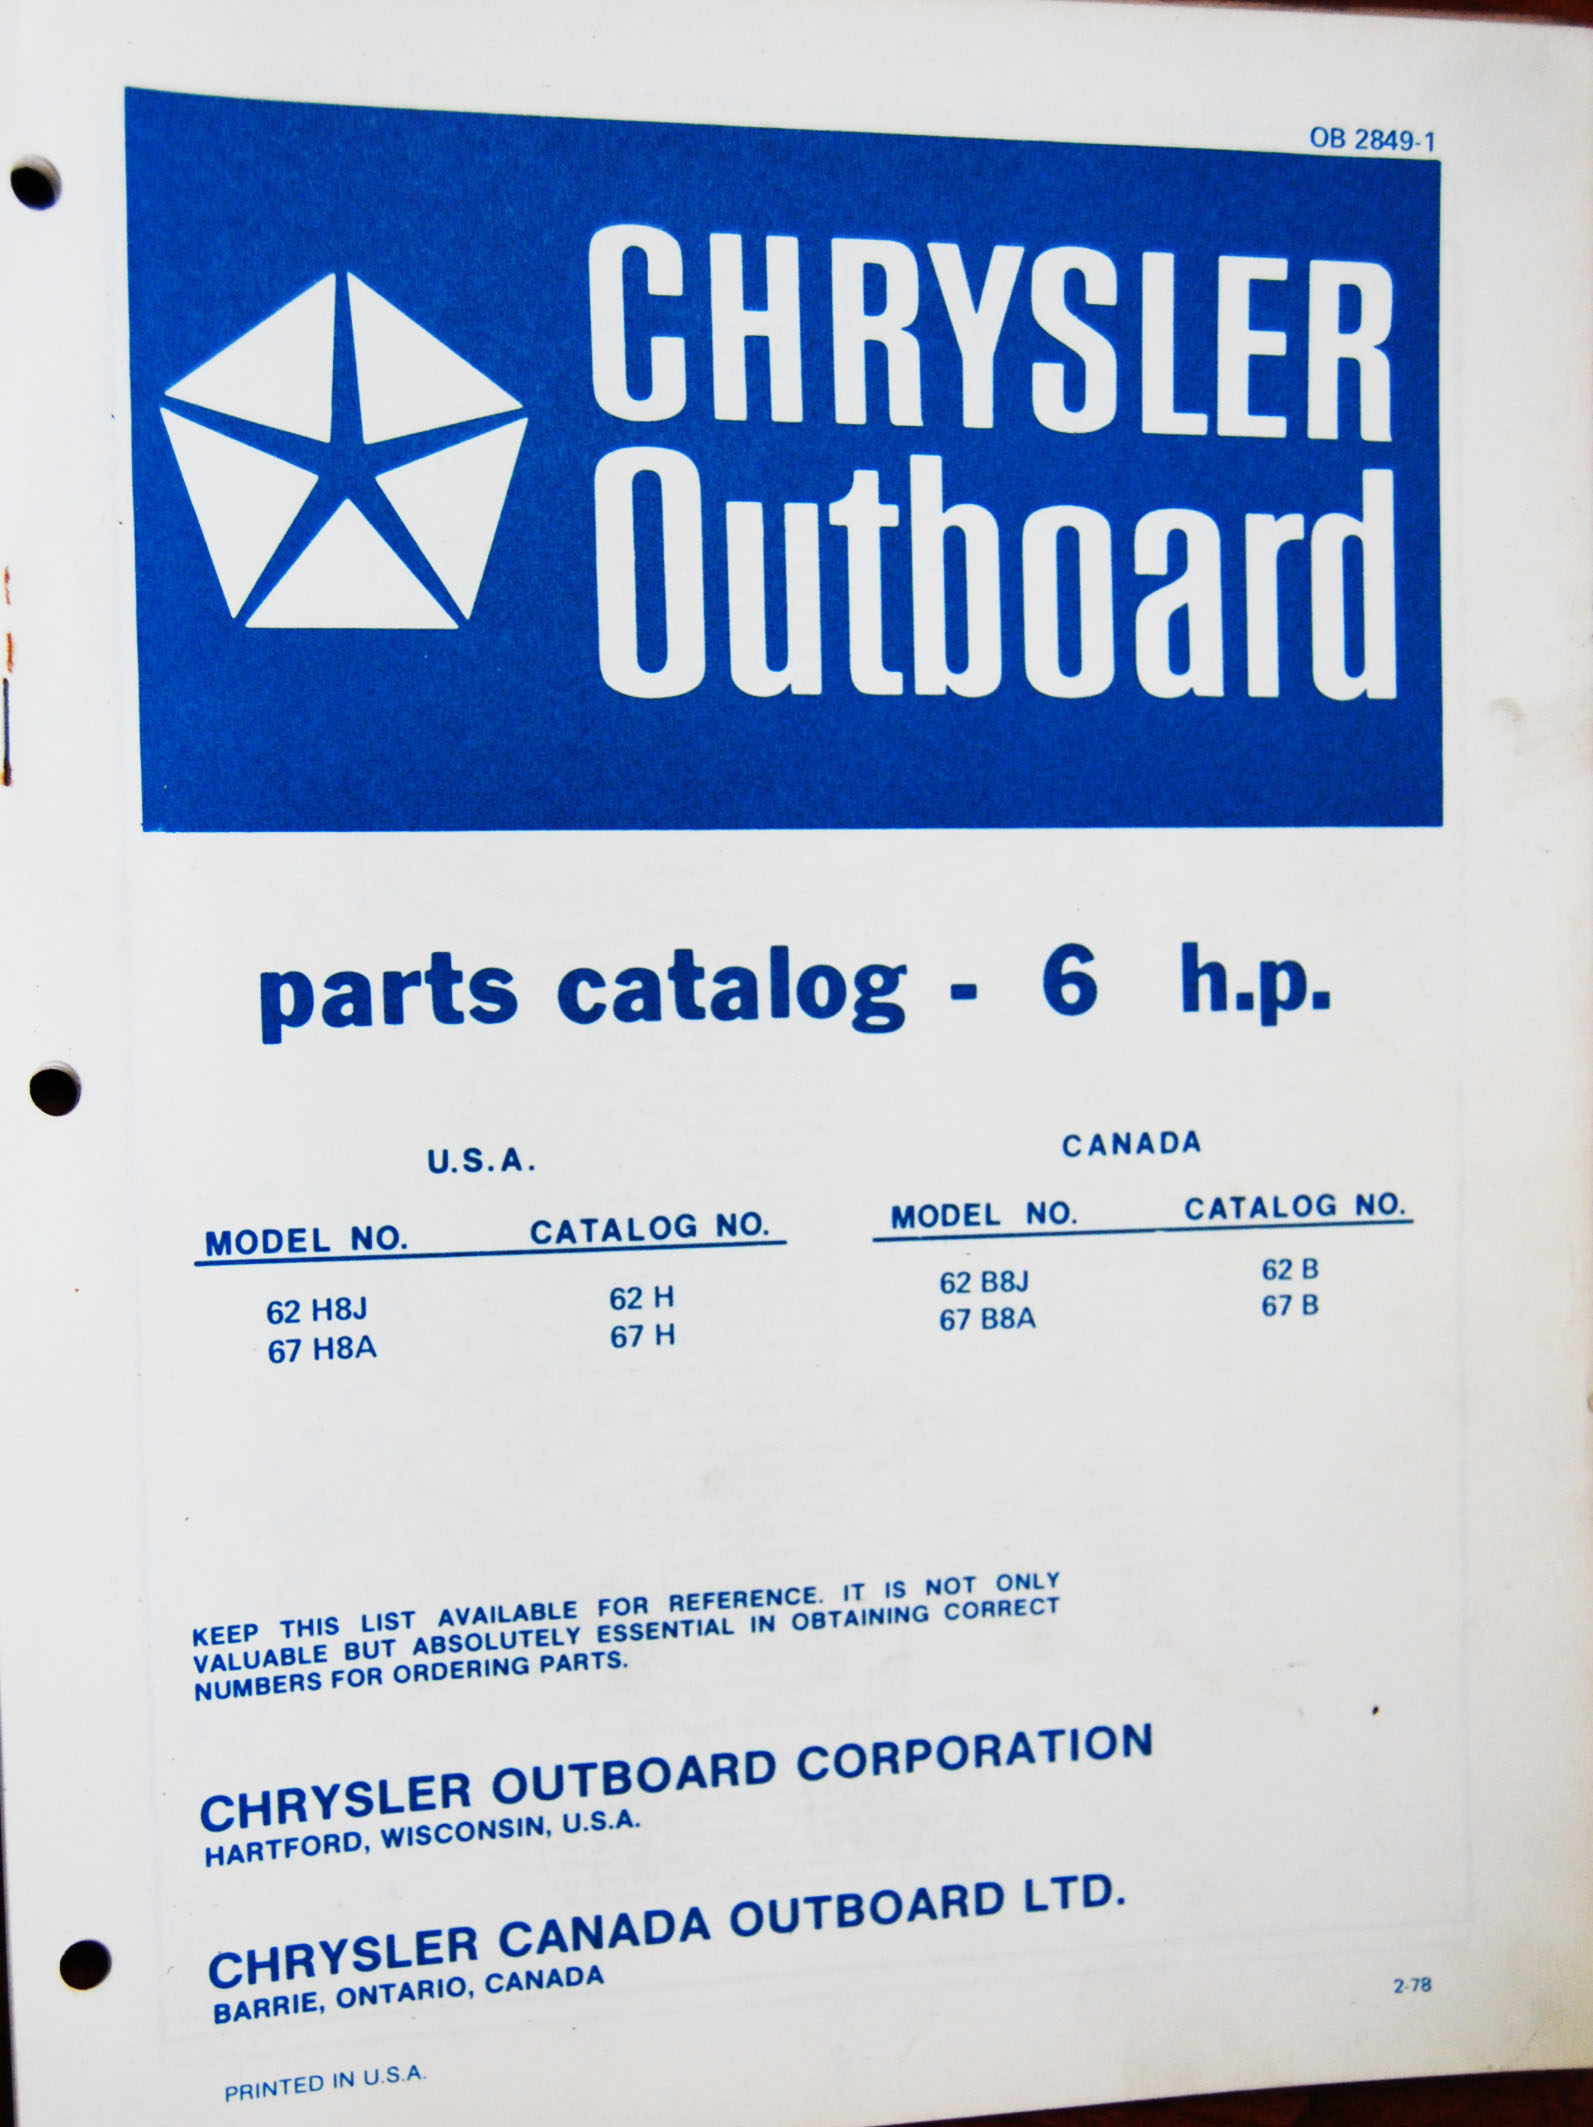 OB 2849-1
CHRYSLER
Outboard
parts catalog - 6 h.p.
U.S.A.
MODEL NO. CATALOG NO.
62 H8J 62 H
67 H8A 67 H
CANADA
MODEL NO. CATALOG NO.
62 B8J 62 B
67 B8A 67 B
KEEP THIS LIST AVAILABLE FOR REFERENCE. IT IS NOT ONLY
VALUABLE BUT ABSOLUTELY ESSENTIAL IN OBTAINING CORRECT
NUMBERS FOR ORDERING PARTS.
CHRYSLER OUTBOARD CORPORATION
HARTFORD, WISCONSIN, U.S.A.
CHRYSLER CANADA OUTBOARD LTD.
BARRIE, ONTARIO, CANADA
2-78
PRINTED IN U.S.A.